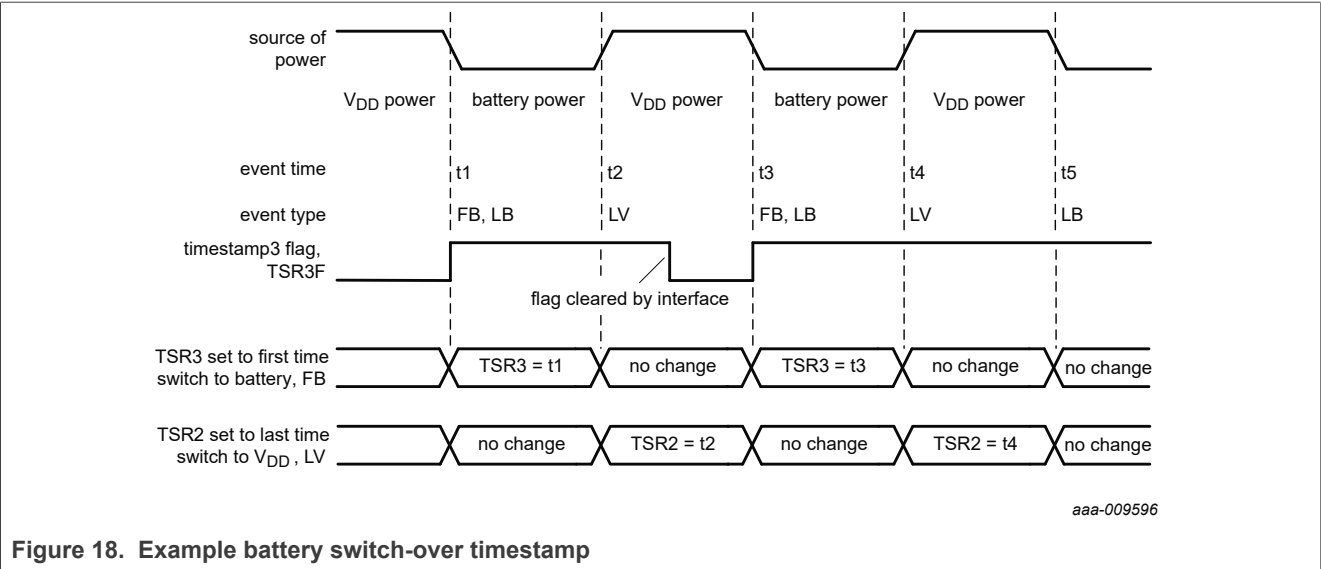 source of
power
V_DD power battery power V_DD power battery power V_DD power
event time t1 t2 t3 t4 t5
event type FB, LB LV FB, LB LV LB
timestamp3 flag,
TSR3F
flag cleared by interface
TSR3 set to first time
switch to battery, FB
TSR3 = t1 no change TSR3 = t3 no change no change
TSR2 set to last time
switch to V_DD , LV
no change TSR2 = t2 no change TSR2 = t4 no change
aaa-009596
Figure 18. Example battery switch-over timestamp